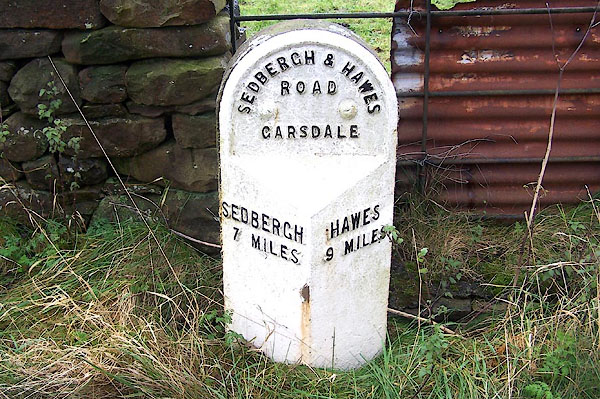 SEDBERGH & HAWES
ROAD
GARSDALE
SEDBERGH
7 MILES
HAWES
9 MILES